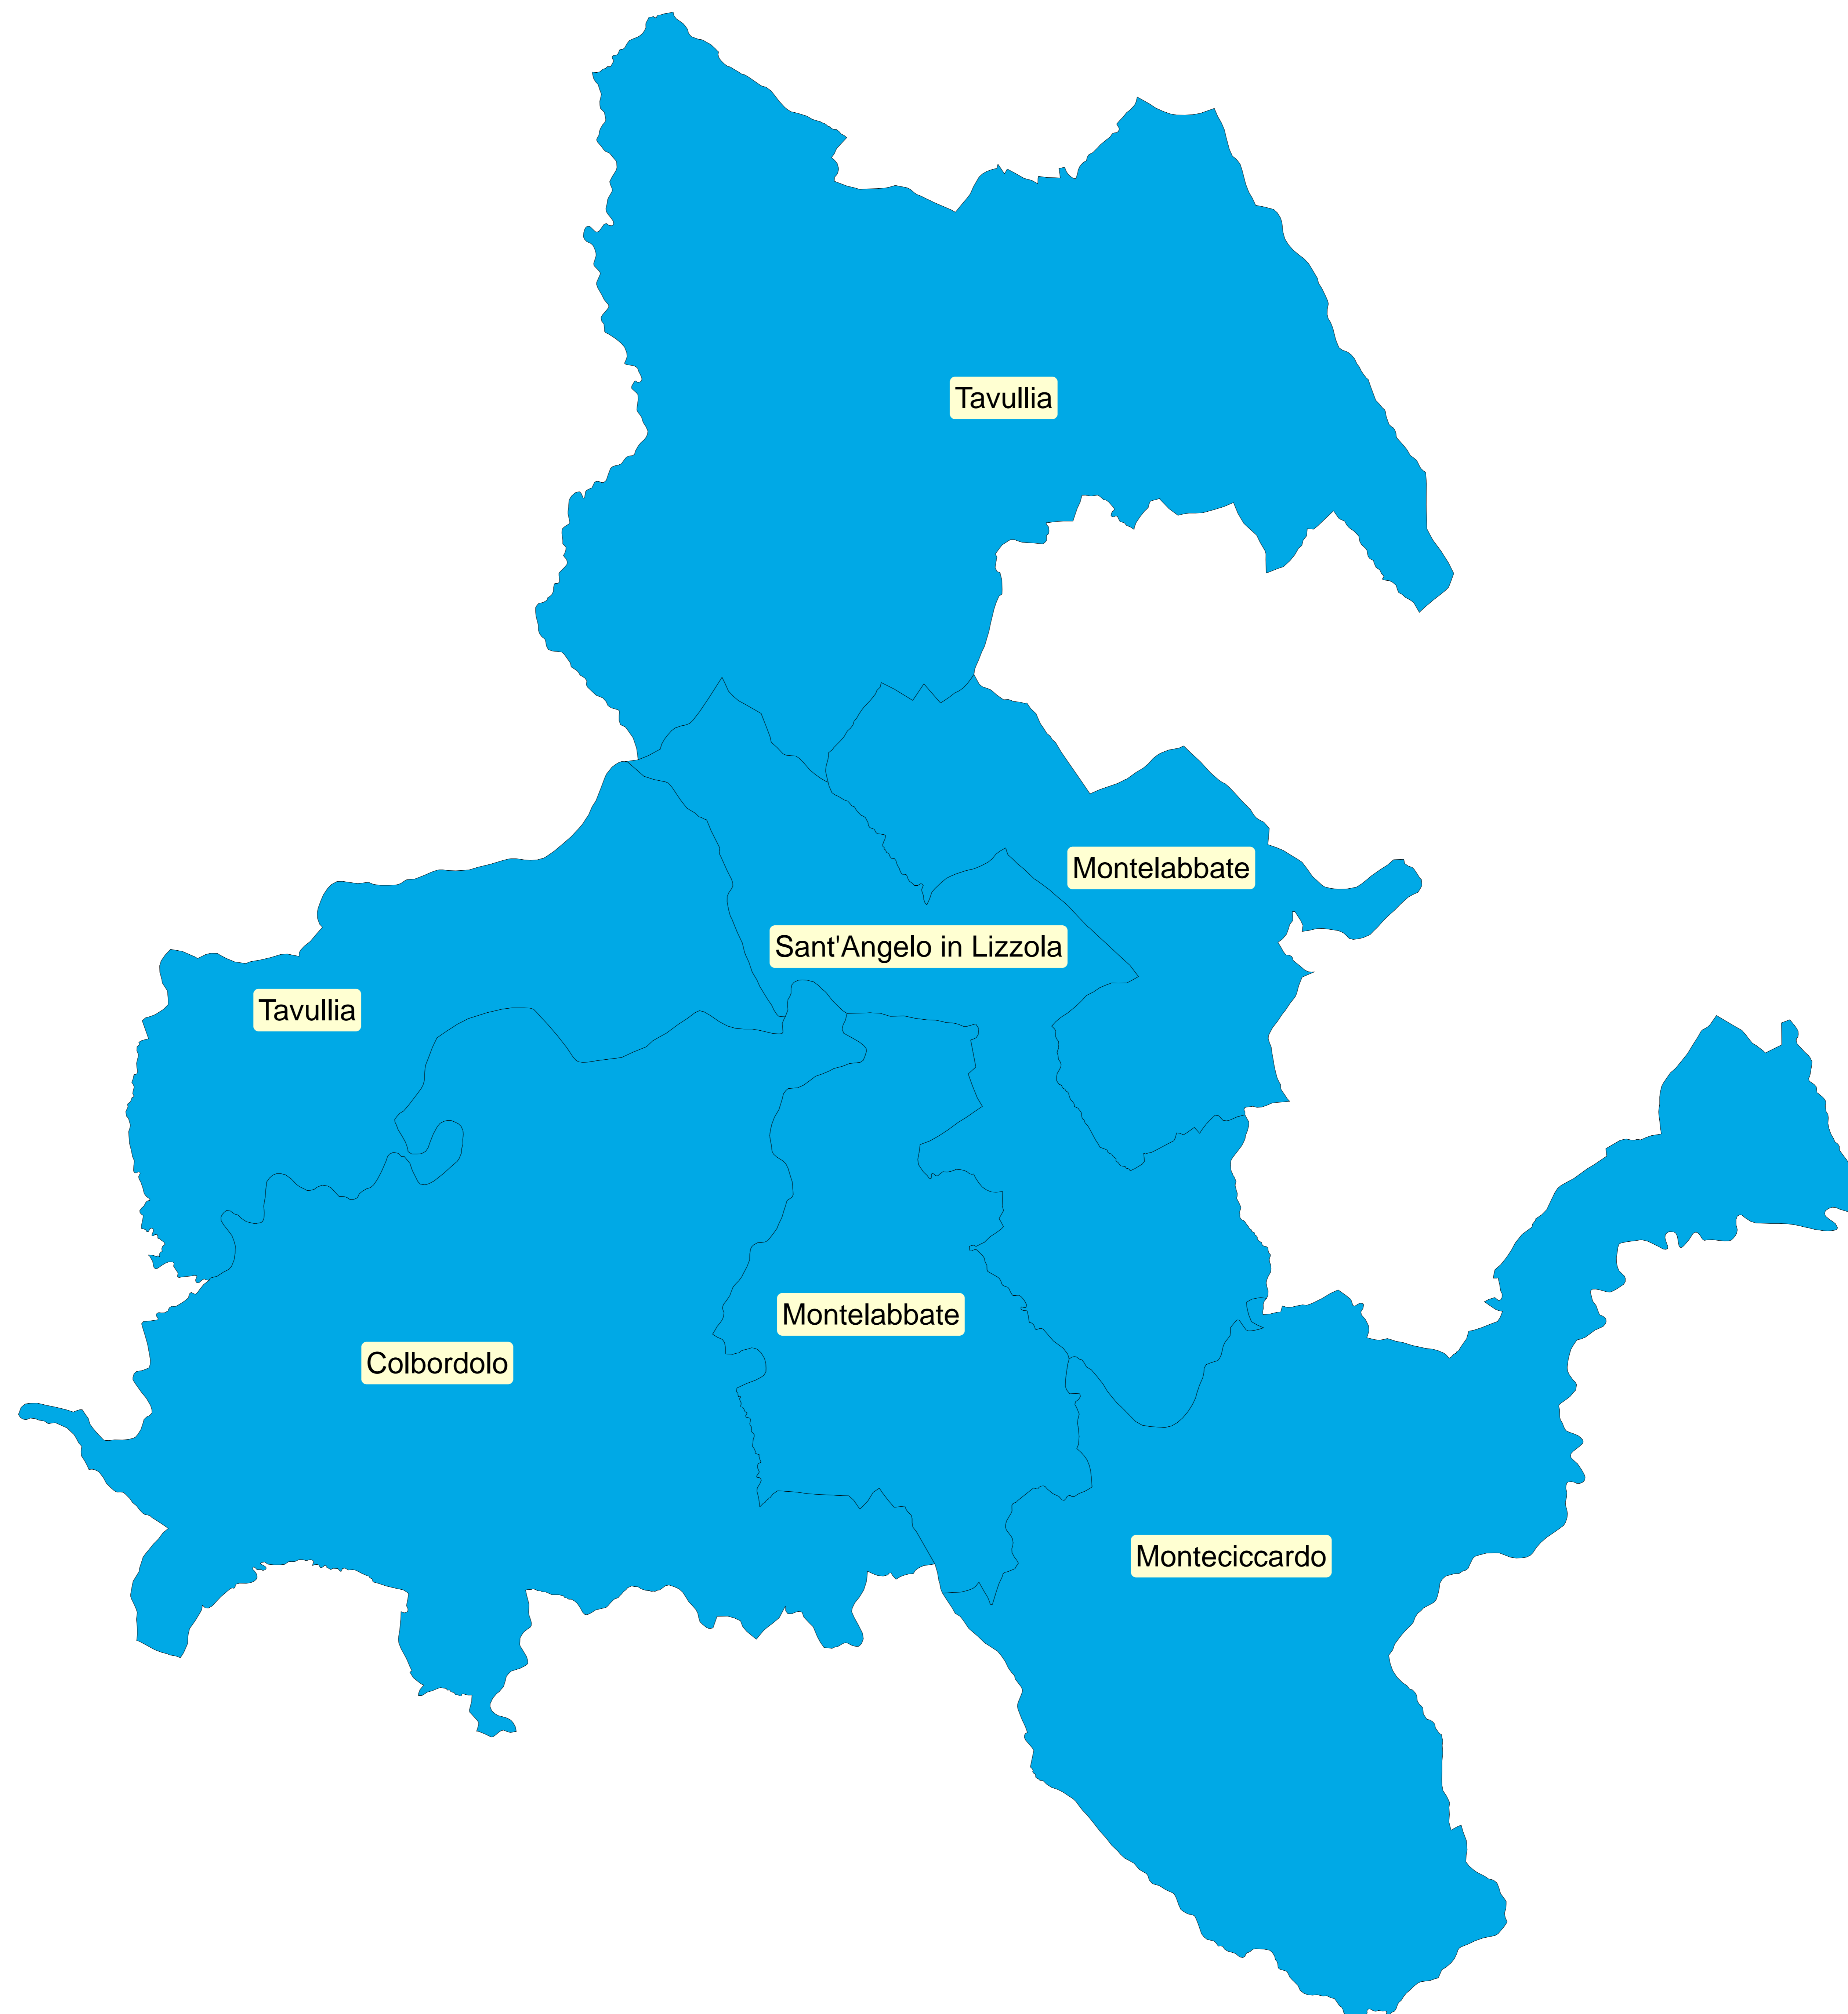 Tavullia
Montelabbate
Sant'Angelo in Lizzola
Tavullia
Montelabbate
Colbordolo
Monteciccardo